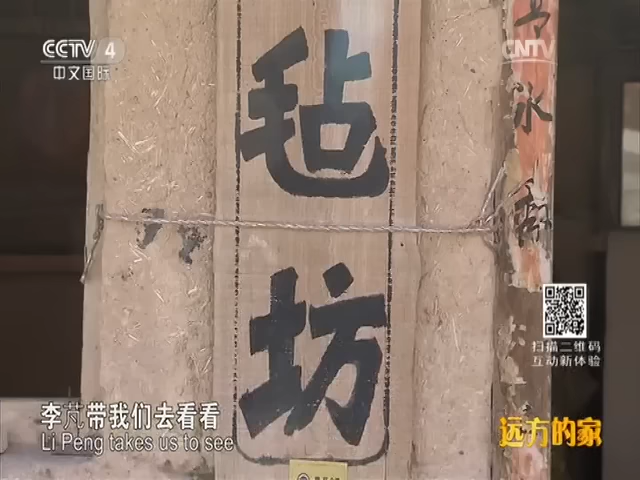 CCTV 4
中文国际
CNTV
毡
坊
冰
扫描二维码
互动新体验
李芃带我们去看看
Li Peng takes us to see
远方的家